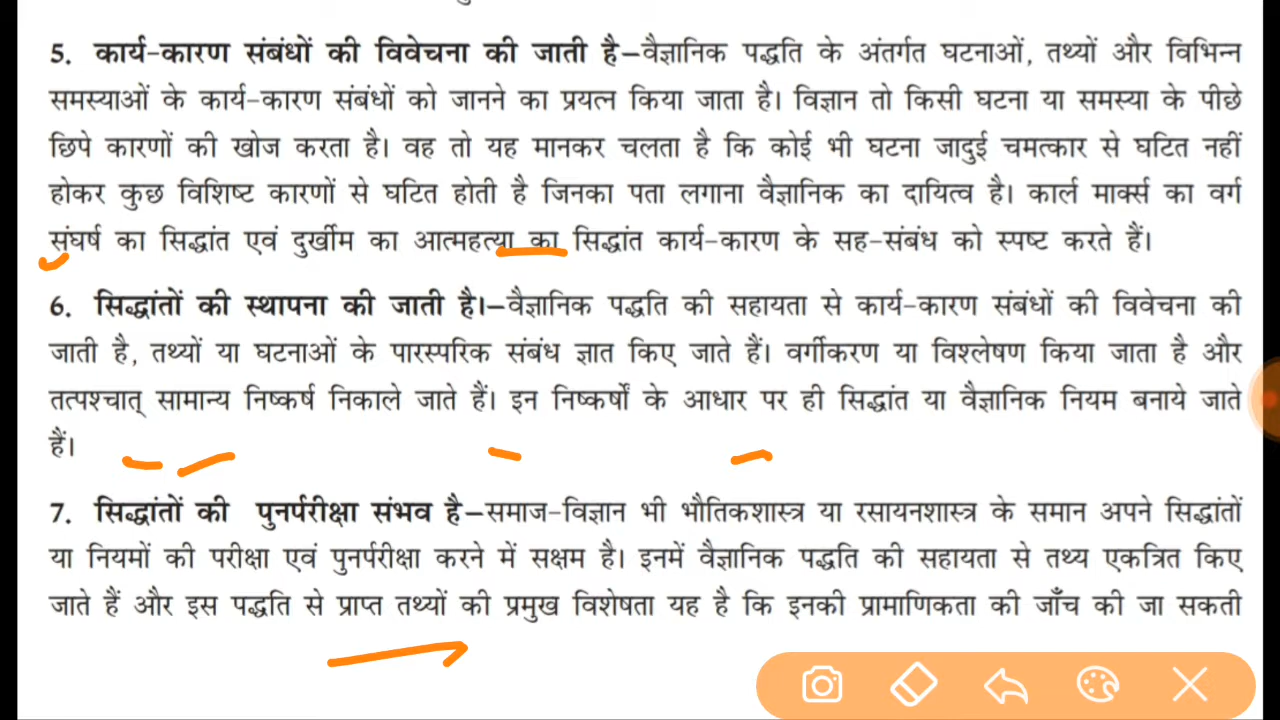 5. कार्य-कारण संबंधों की विवेचना की जाती है–वैज्ञानिक पद्धति के अंतर्गत घटनाओं, तथ्यों और विभिन्न
समस्याओं के कार्य-कारण संबंधों को जानने का प्रयत्न किया जाता है। विज्ञान तो किसी घटना या समस्या के पीछे
छिपे कारणों की खोज करता है। वह तो यह मानकर चलता है कि कोई भी घटना जादुई चमत्कार से घटित नहीं
होकर कुछ विशिष्ट कारणों से घटित होती है जिनका पता लगाना वैज्ञानिक का दायित्व है। कार्ल मार्क्स का वर्ग
संघर्ष का सिद्धांत एवं दुर्खीम का आत्महत्या का सिद्धांत कार्य-कारण के सह-संबंध को स्पष्ट करते हैं।
6. सिद्धांतों की स्थापना की जाती है।–वैज्ञानिक पद्धति की सहायता से कार्य-कारण संबंधों की विवेचना की
जाती है, तथ्यों या घटनाओं के पारस्परिक संबंध ज्ञात किए जाते हैं। वर्गीकरण या विश्लेषण किया जाता है और
तत्पश्चात् सामान्य निष्कर्ष निकाले जाते हैं। इन निष्कर्षों के आधार पर ही सिद्धांत या वैज्ञानिक नियम बनाये जाते
हैं।
7. सिद्धांतों की पुनर्परीक्षा संभव है–समाज-विज्ञान भी भौतिकशास्त्र या रसायनशास्त्र के समान अपने सिद्धांतों
या नियमों की परीक्षा एवं पुनर्परीक्षा करने में सक्षम है। इनमें वैज्ञानिक पद्धति की सहायता से तथ्य एकत्रित किए
जाते हैं और इस पद्धति से प्राप्त तथ्यों की प्रमुख विशेषता यह है कि इनकी प्रामाणिकता की जाँच की जा सकती